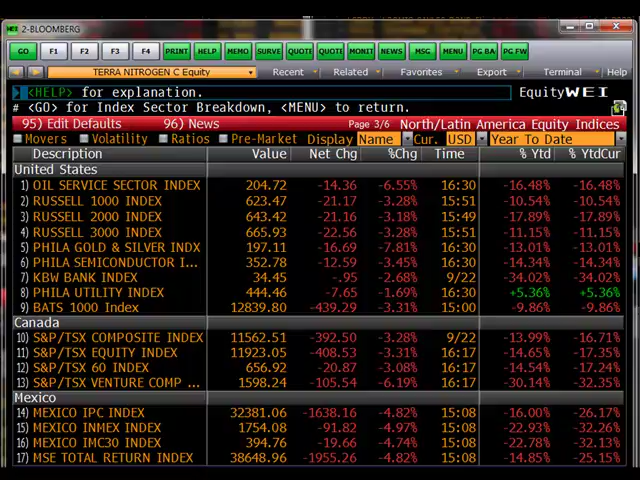 2-BLOOMBERG
GO F1 F2 F3 F4 PRINT HELP MEMO SURVE QUOTI QUOTI MONIT NEWS MSG MENU PG BA PG FW
TERRA NITROGEN C Equity Recent Related Favorites Export Terminal Help
<HELP> for explanation. EquityWEI
# <GO> for Index Sector Breakdown, <MENU> to return.
95) Edit Defaults 96) News Page 3/6 North/Latin America Equity Indices
Movers Volatility Ratios Pre-Market Display Name Cur. USD Year To Date
Description Value Net Chg %Chg Time % Ytd % YtdCur
United States
1) OIL SERVICE SECTOR INDEX 204.72 -14.36 -6.55% 16:30 -16.48% -16.48%
2) RUSSELL 1000 INDEX 623.47 -21.17 -3.28% 15:51 -10.54% -10.54%
3) RUSSELL 2000 INDEX 643.42 -21.16 -3.18% 15:49 -17.89% -17.89%
4) RUSSELL 3000 INDEX 665.93 -22.56 -3.28% 15:51 -11.15% -11.15%
5) PHILA GOLD & SILVER INDX 197.11 -16.69 -7.81% 16:30 -13.01% -13.01%
6) PHILA SEMICONDUCTOR I... 352.78 -12.59 -3.45% 16:30 -14.34% -14.34%
7) KBW BANK INDEX 34.45 -.95 -2.68% 9/22 -34.02% -34.02%
8) PHILA UTILITY INDEX 444.46 -7.65 -1.69% 16:30 +5.36% +5.36%
9) BATS 1000 Index 12839.80 -439.29 -3.31% 15:00 -9.86% -9.86%
Canada
10) S&P/TSX COMPOSITE INDEX 11562.51 -392.50 -3.28% 9/22 -13.99% -16.71%
11) S&P/TSX EQUITY INDEX 11923.05 -408.53 -3.31% 16:17 -14.65% -17.35%
12) S&P/TSX 60 INDEX 656.92 -20.87 -3.08% 16:17 -14.54% -17.24%
13) S&P/TSX VENTURE COMP ... 1598.24 -105.54 -6.19% 16:17 -30.14% -32.35%
Mexico
14) MEXICO IPC INDEX 32381.06 -1638.16 -4.82% 15:08 -16.00% -26.17%
15) MEXICO INMEX INDEX 1754.08 -91.82 -4.97% 15:08 -22.93% -32.26%
16) MEXICO IMC30 INDEX 394.76 -19.66 -4.74% 15:08 -22.78% -32.13%
17) MSE TOTAL RETURN INDEX 38648.96 -1955.26 -4.82% 15:08 -14.85% -25.15%